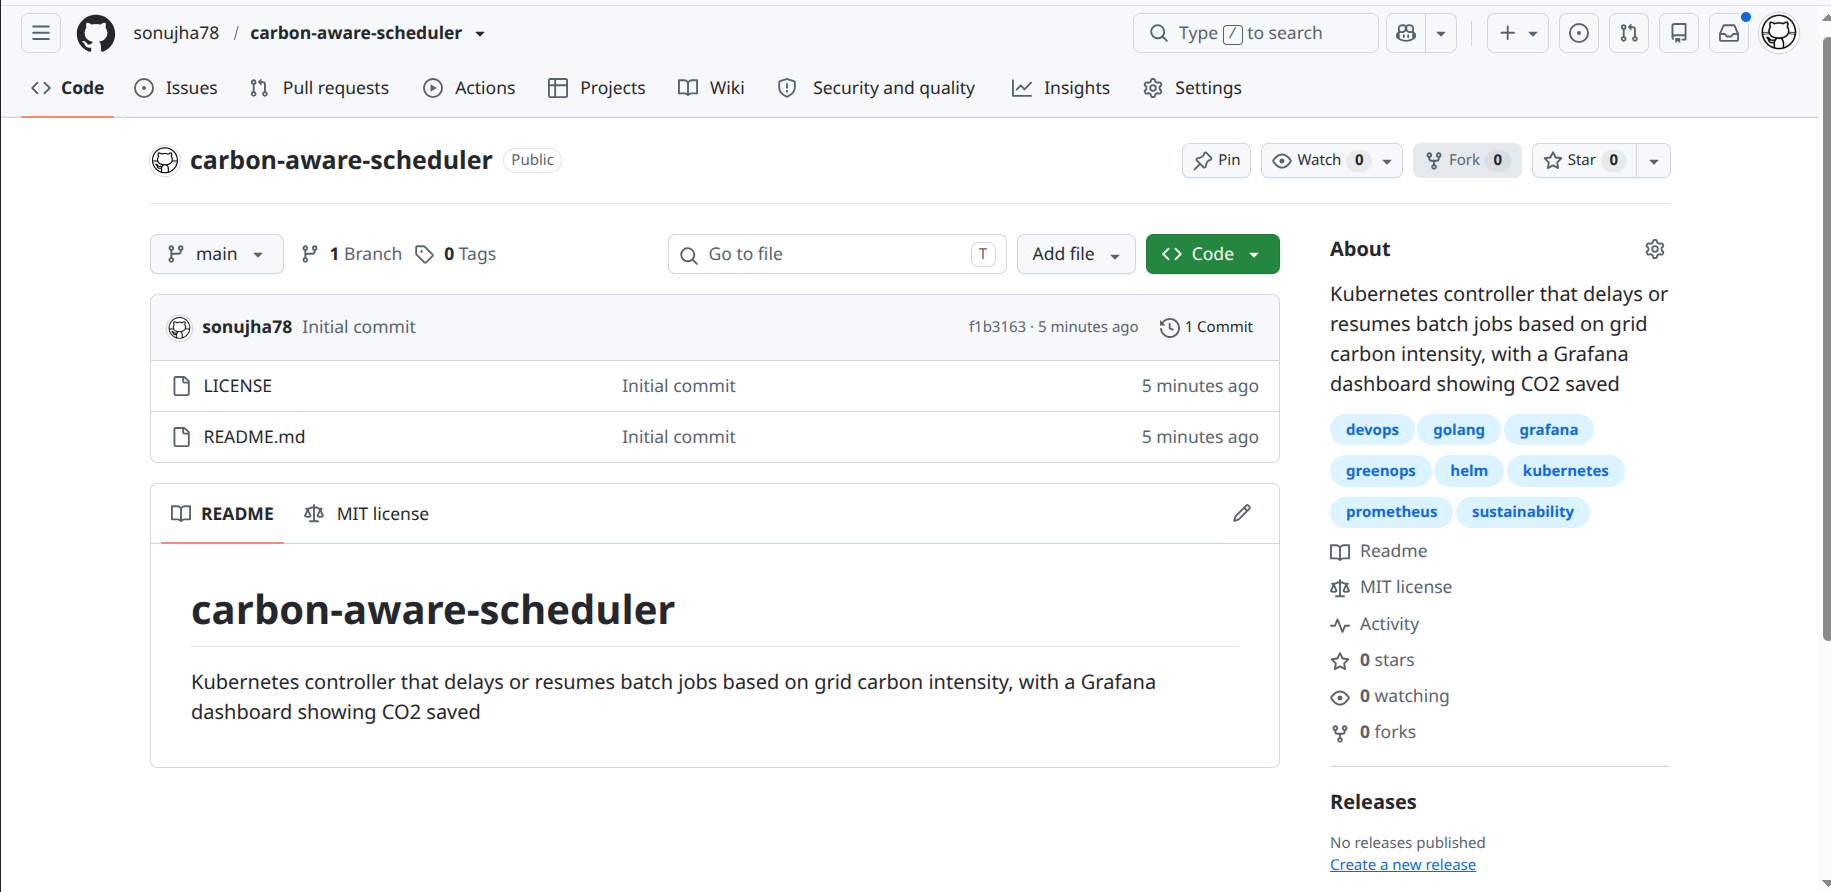 sonujha78 / carbon-aware-scheduler
Type / to search
Code
Issues
Pull requests
Actions
Projects
Wiki
Security and quality
Insights
Settings
carbon-aware-scheduler Public
Pin
Watch 0
Fork 0
Star 0
main
1 Branch
0 Tags
Go to file T
Add file
Code
sonujha78 Initial commit
f1b3163 · 5 minutes ago
1 Commit
LICENSE Initial commit 5 minutes ago
README.md Initial commit 5 minutes ago
README
MIT license
carbon-aware-scheduler
Kubernetes controller that delays or resumes batch jobs based on grid carbon intensity, with a Grafana
dashboard showing CO2 saved
About
Kubernetes controller that delays or
resumes batch jobs based on grid
carbon intensity, with a Grafana
dashboard showing CO2 saved
devops golang grafana
greenops helm kubernetes
prometheus sustainability
Readme
MIT license
Activity
0 stars
0 watching
0 forks
Releases
No releases published
Create a new release